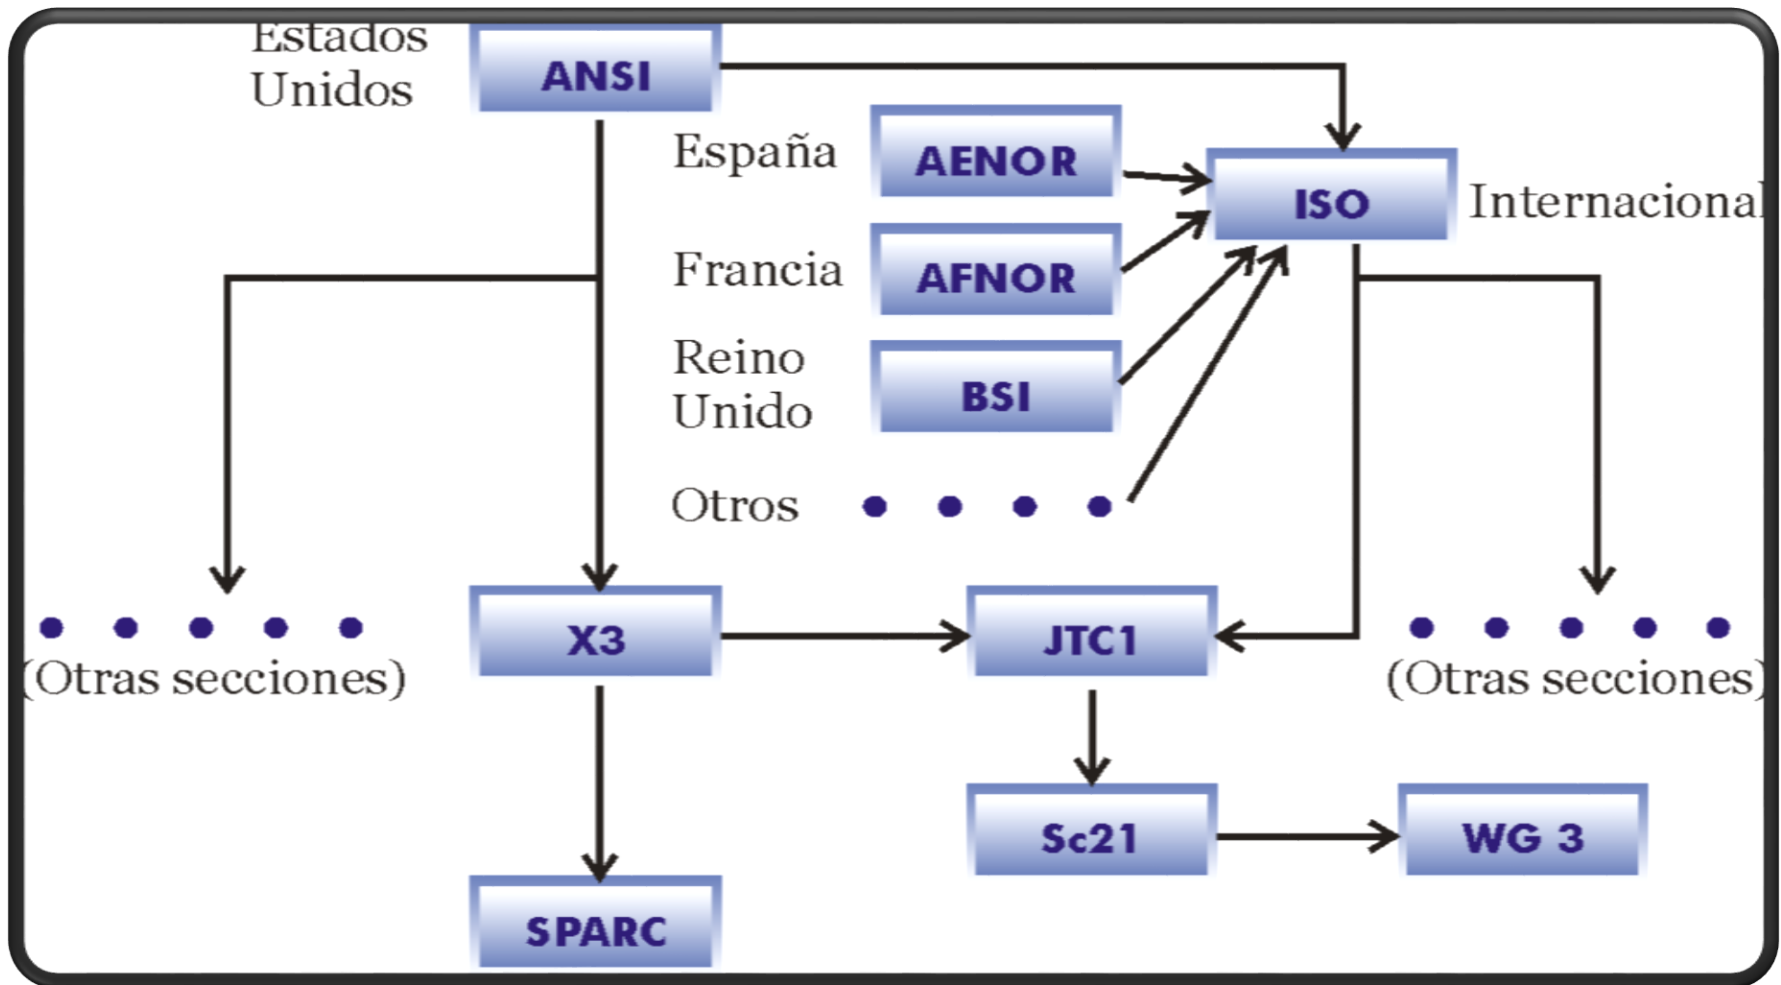 Estados
Unidos
ANSI
España
AENOR
ISO
Internacional
Francia
AFNOR
Reino
Unido
BSI
Otros
(Otras secciones)
X3
JTC1
(Otras secciones)
Sc21
WG 3
SPARC